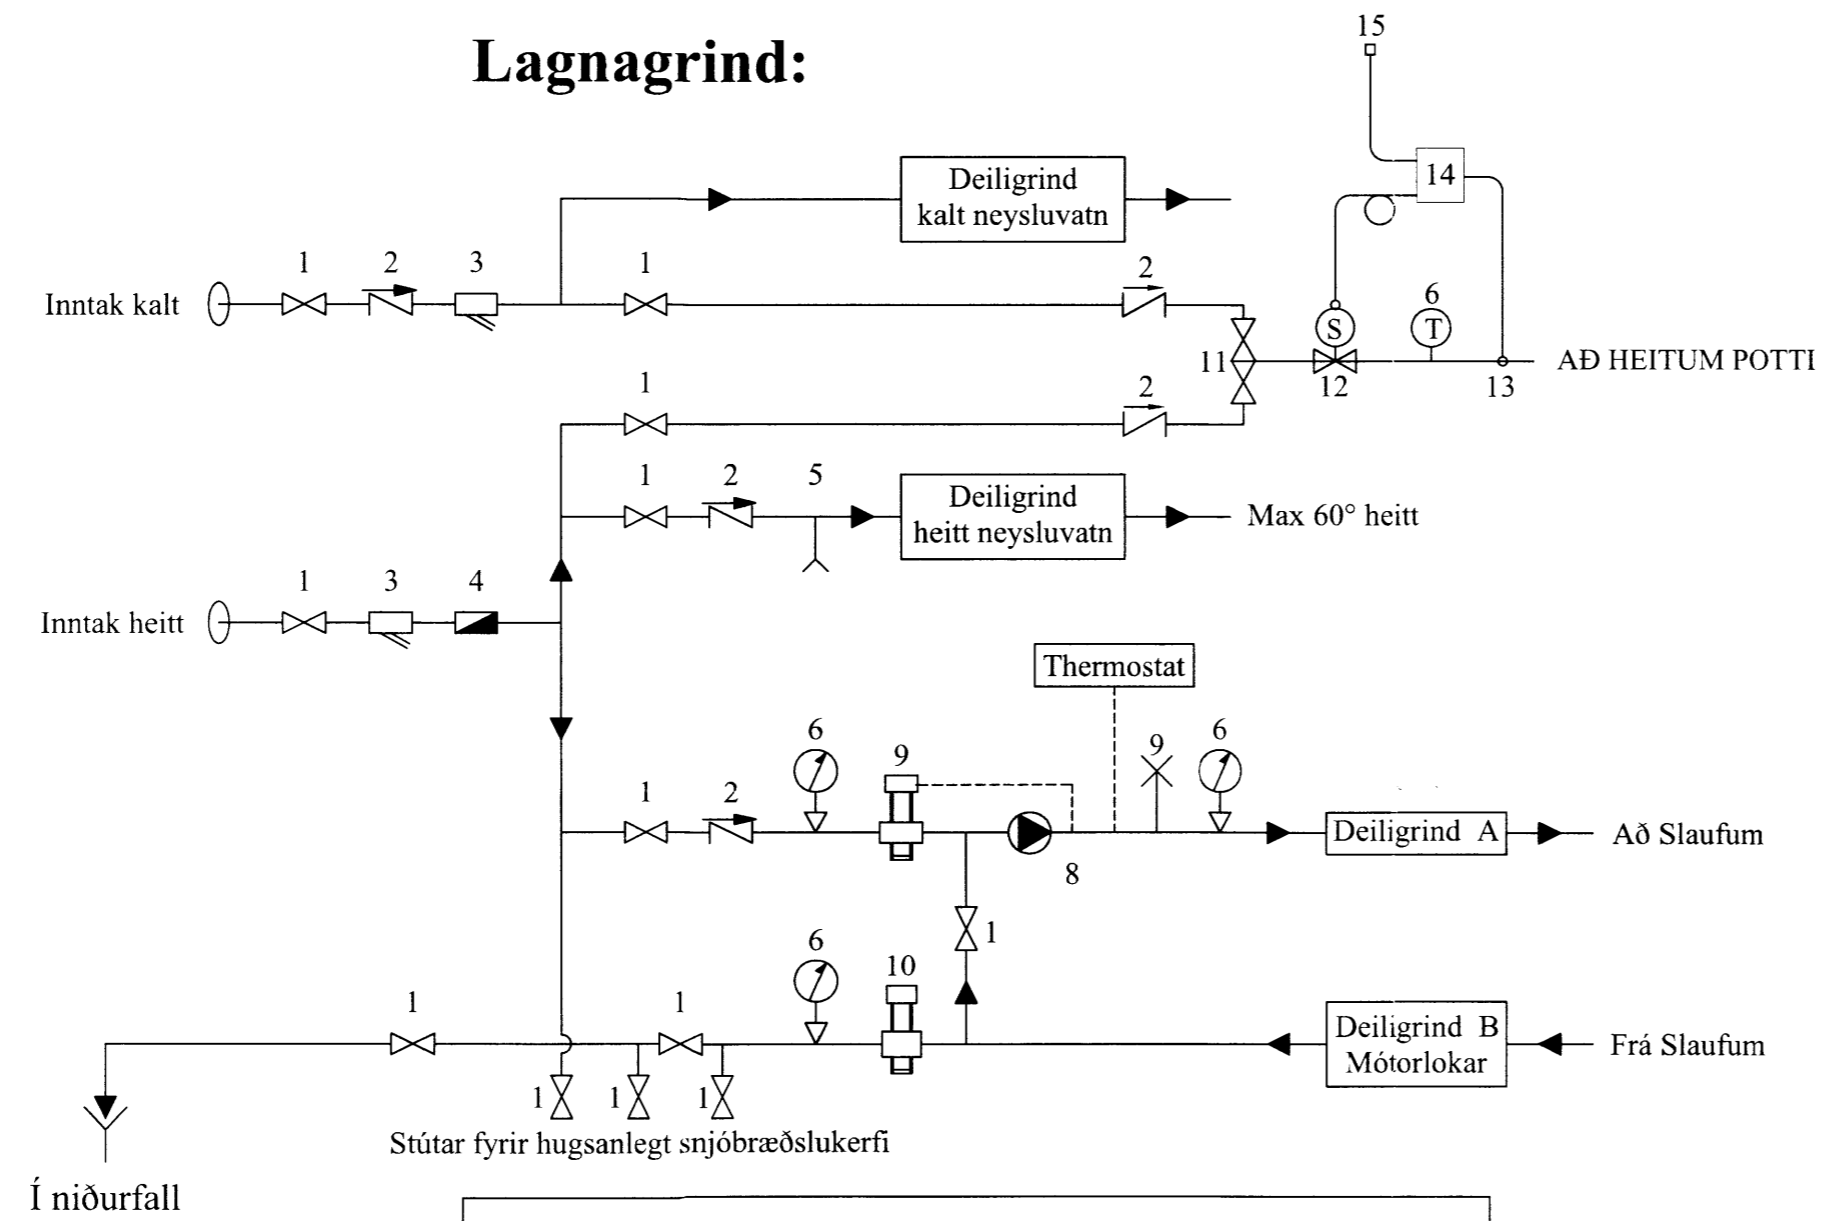 Lagnagrind:
15
14
Deiligrind
kalt neysluvatn
1 2 3 1 2 6
Inntak kalt
S T
11 AÐ HEITUM POTTI
12 13
1 2
1 2 5
Deiligrind
heitt neysluvatn
Max 60° heitt
1 3 4
Inntak heitt
Thermostat
6 9 9 6
1 2
Deiligrind A
Að Slaufum
8
1
6
10
1 1
Deiligrind B
Mótorlokar
Frá Slaufum
1 1 1
Stútar fyrir hugsanlegt snjóbræðslukerfi
Í niðurfall